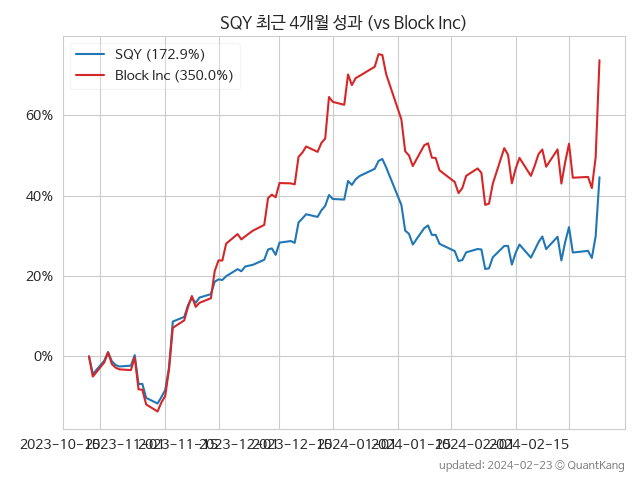 SQY 최근 4개월 성과 (vs Block Inc)
SQY (172.9%)
Block Inc (350.0%)
60%
40%
20%
0%
2023-10-15 2023-11-01 2023-11-15 2023-12-01 2023-12-15 2024-01-01 2024-01-15 2024-02-01 2024-02-15
updated: 2024-02-23 © QuantKang